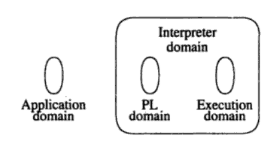 Interpreter
domain
Application
domain
PL
domain
Execution
domain